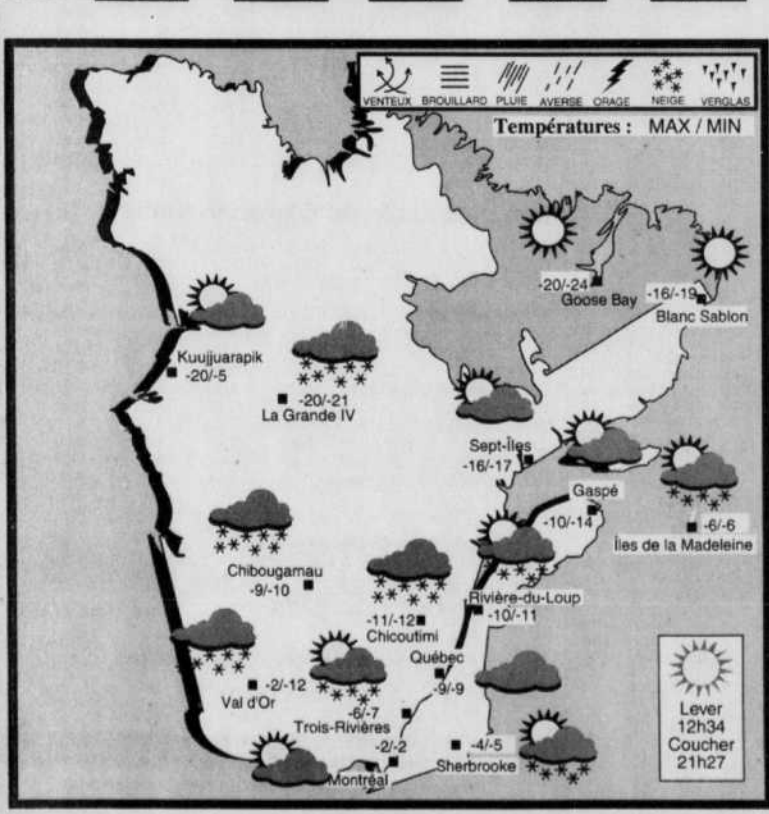 VENTEUX BROUILLARD PLUIE AVERSE ORAGE NEIGE VERGLAS
Températures : MAX / MIN
-20/-24
Goose Bay
-16/-19
Blanc Sablon
Kuujjuarapik
-20/-5
-20/-21
La Grande IV
Sept-Îles
-16/-17
Gaspé
-10/-14
-6/-6
Îles de la Madeleine
Chibougamau
-9/-10
Rivière-du-Loup
-10/-11
-11/-12
Chicoutimi
Québec
-9/-9
-2/-12
Val d'Or
-6/-7
Trois-Rivières
-2/-2
Montréal
-4/-5
Sherbrooke
Lever
12h34
Coucher
21h27